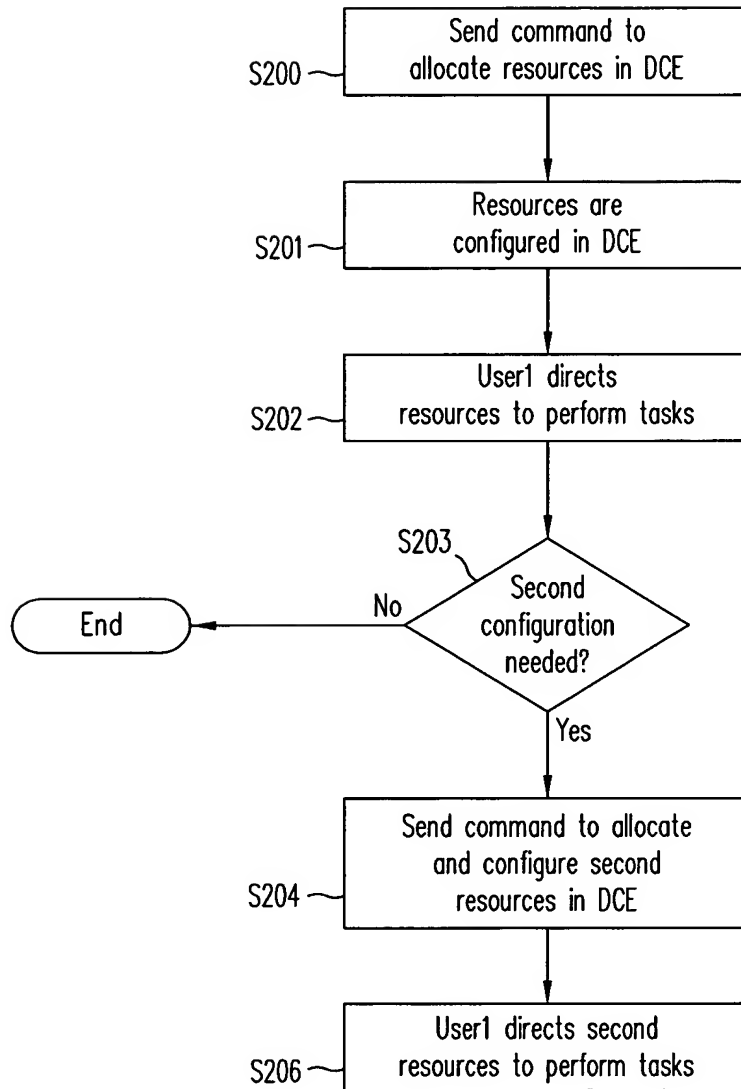 Send command to
allocate resources in DCE
S200
Resources are
configured in DCE
S201
User1 directs
resources to perform tasks
S202
S203
Second
configuration
needed?
No
End
Yes
Send command to allocate
and configure second
resources in DCE
S204
User1 directs second
resources to perform tasks
S206